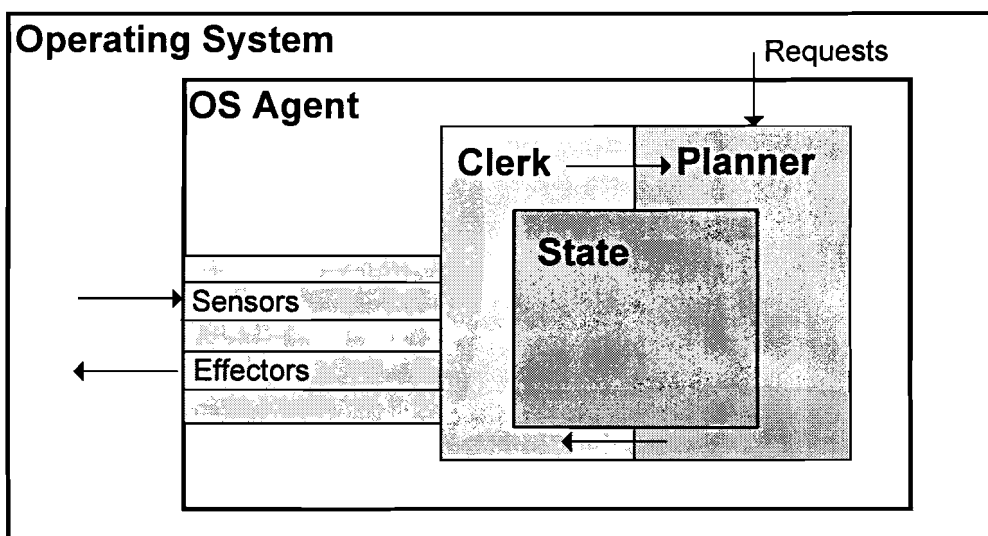 Operating System
Requests
OS Agent
Clerk
Planner
State
Sensors
Effectors